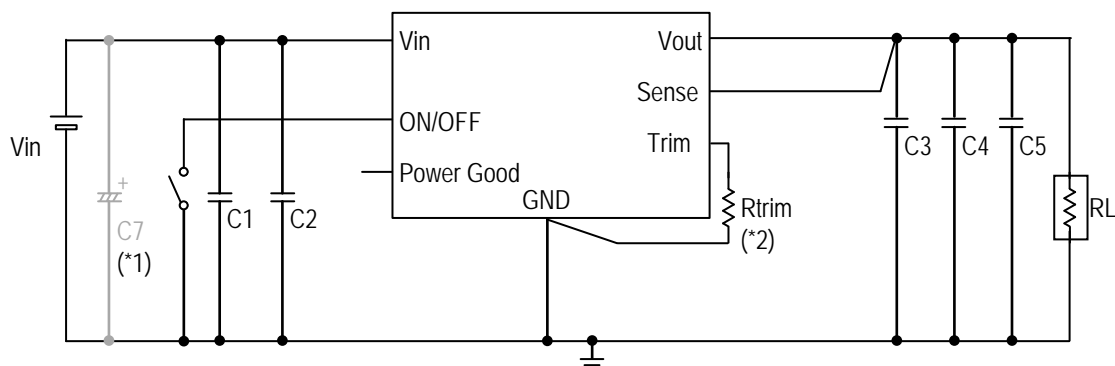 Vin
Vout
Sense
ON/OFF
Vin
C3
C4
C5
Trim
Power Good
GND
+
C7
(*1)
C1
C2
Rtrim
(*2)
RL